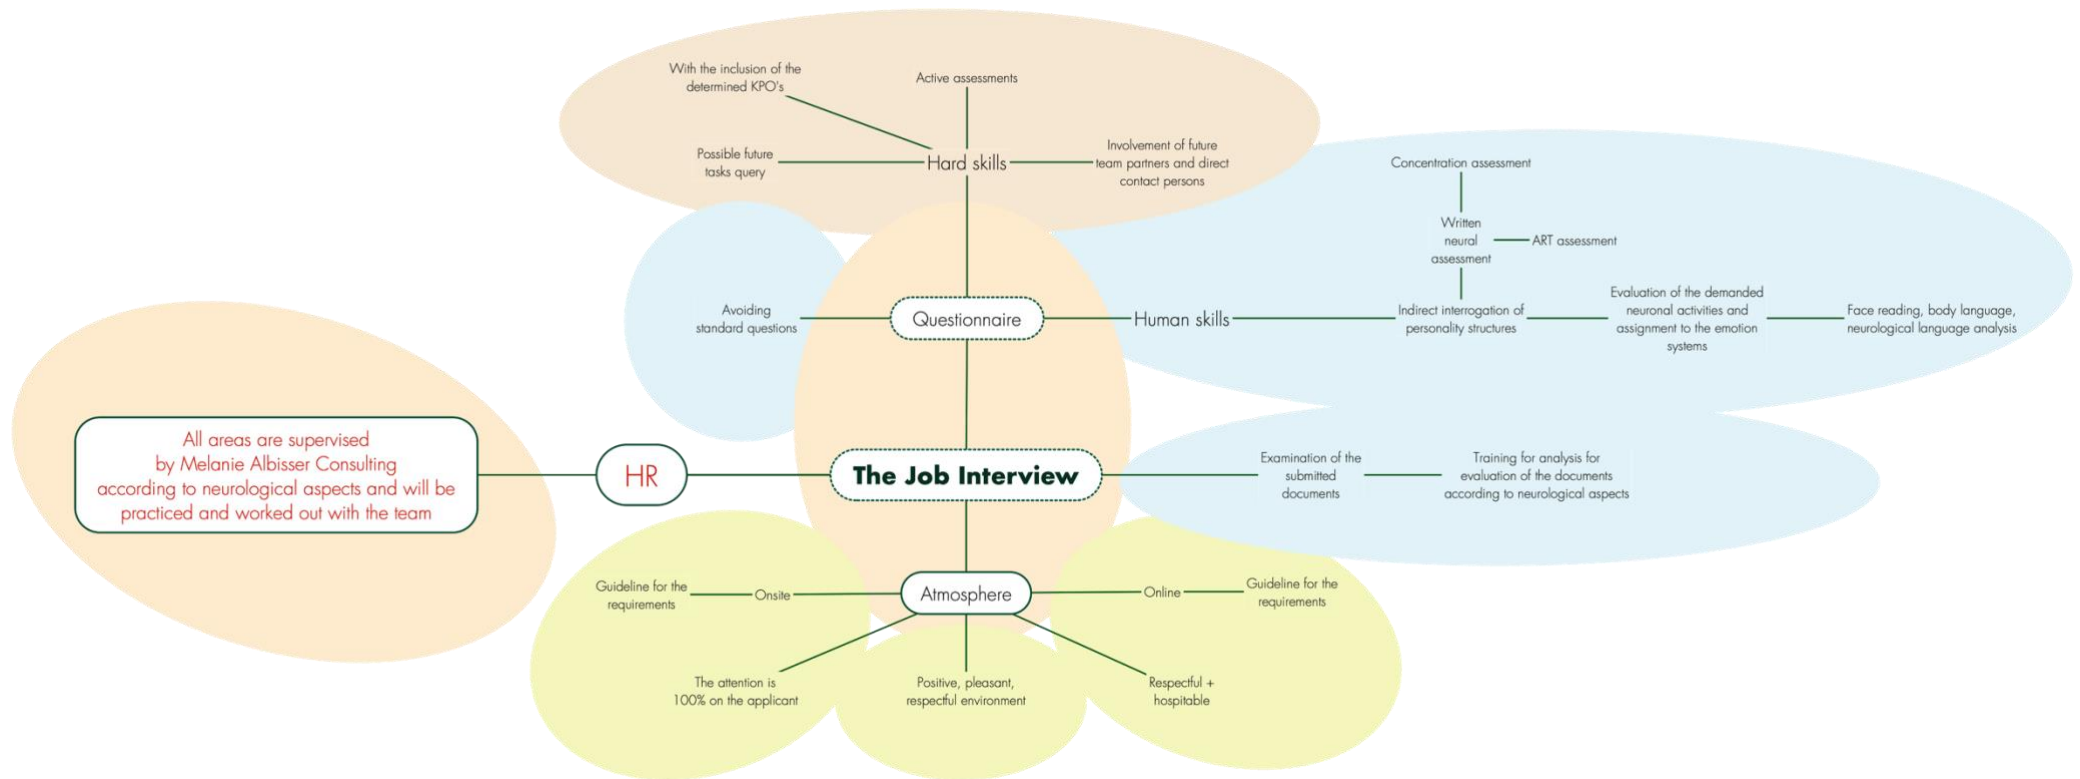 With the inclusion of the
determined KPO's
Active assessments
Possible future
tasks query
Hard skills
Involvement of future
team partners and direct
contact persons
Concentration assessment
Written
neural
assessment
ART assessment
Avoiding
standard questions
Questionnaire
Human skills
Indirect interrogation of
personality structures
Evaluation of the demanded
neuronal activities and
assignment to the emotion
systems
Face reading, body language,
neurological language analysis
All areas are supervised
by Melanie Albisser Consulting
according to neurological aspects and will be
practiced and worked out with the team
HR
The Job Interview
Examination of the
submitted
documents
Training for analysis for
evaluation of the documents
according to neurological aspects
Guideline for the
requirements
Onsite
Atmosphere
Online
Guideline for the
requirements
The attention is
100% on the applicant
Positive, pleasant,
respectful environment
Respectful +
hospitable